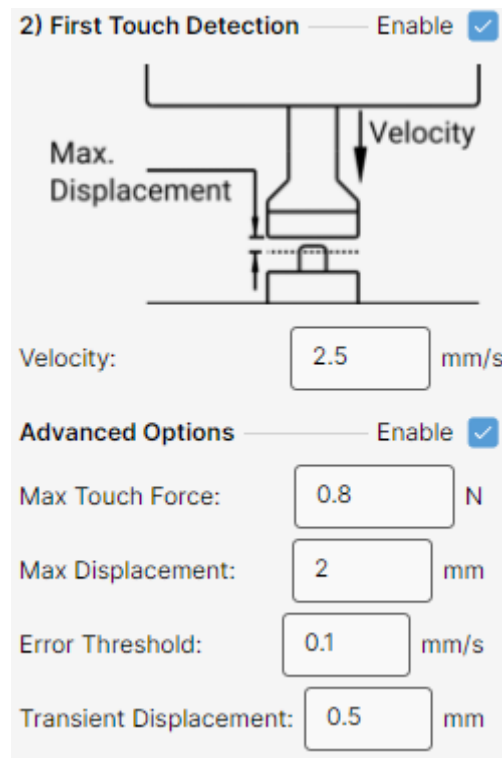 2) First Touch Detection Enable
Velocity
Max.
Displacement
Velocity: 2.5 mm/s
Advanced Options Enable
Max Touch Force: 0.8 N
Max Displacement: 2 mm
Error Threshold: 0.1 mm/s
Transient Displacement: 0.5 mm